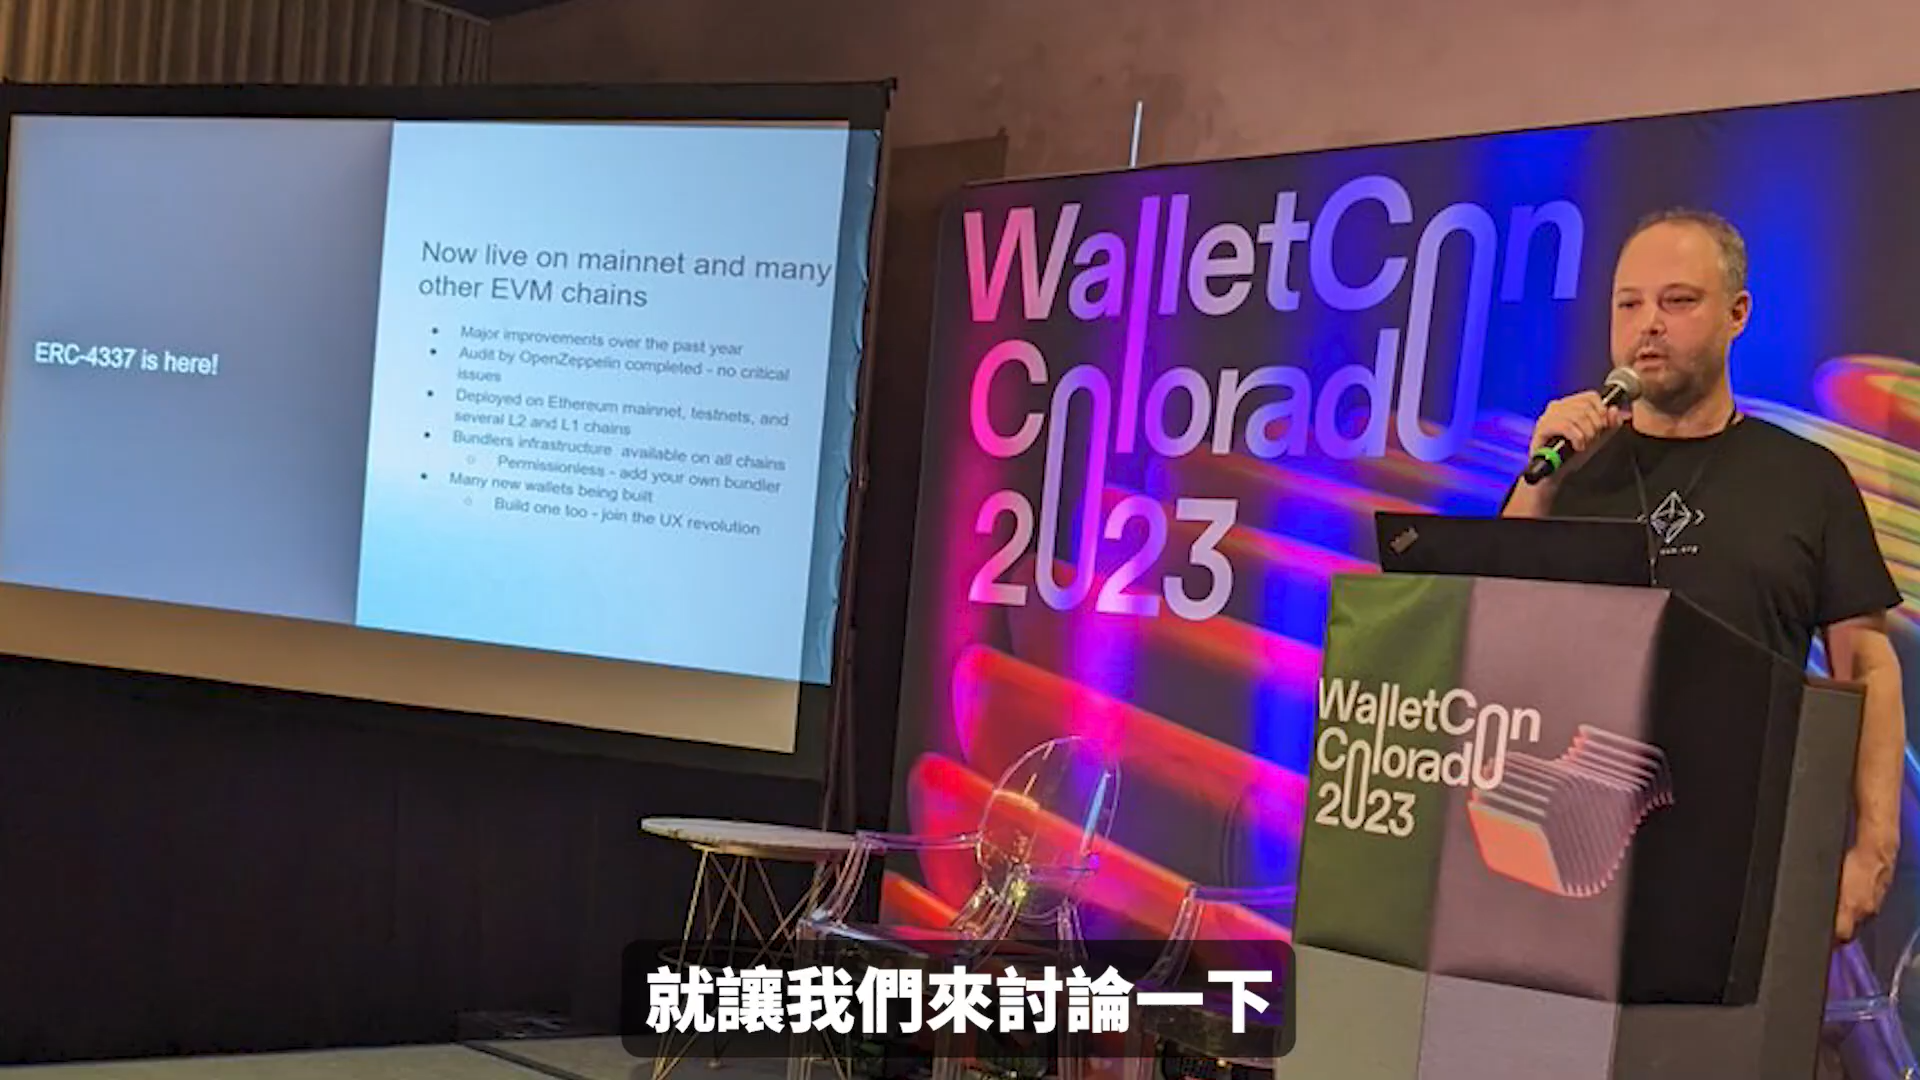 ERC-4337 is here!
Now live on mainnet and many
other EVM chains
Major improvements over the past year
Audit by OpenZeppelin completed - no critical
issues
Deployed on Ethereum mainnet, testnets, and
several L2 and L1 chains
Bundlers infrastructure available on all chains
Permissionless - add your own bundler
Many new wallets being built
Build one too - join the UX revolution
WalletCon
Colorado
2023
WalletCon
Colorado
2023
就讓我們來討論一下